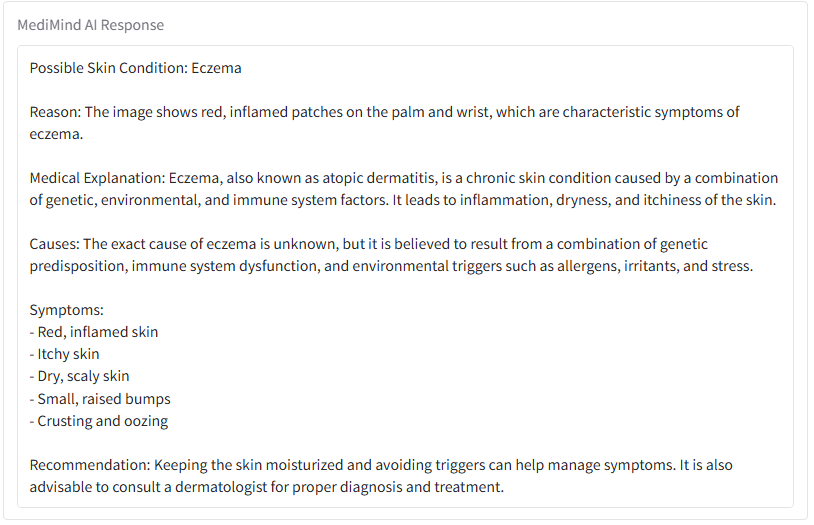 MediMind AI Response
Possible Skin Condition: Eczema
Reason: The image shows red, inflamed patches on the palm and wrist, which are characteristic symptoms of
eczema.
Medical Explanation: Eczema, also known as atopic dermatitis, is a chronic skin condition caused by a combination
of genetic, environmental, and immune system factors. It leads to inflammation, dryness, and itchiness of the skin.
Causes: The exact cause of eczema is unknown, but it is believed to result from a combination of genetic
predisposition, immune system dysfunction, and environmental triggers such as allergens, irritants, and stress.
Symptoms:
- Red, inflamed skin
- Itchy skin
- Dry, scaly skin
- Small, raised bumps
- Crusting and oozing
Recommendation: Keeping the skin moisturized and avoiding triggers can help manage symptoms. It is also
advisable to consult a dermatologist for proper diagnosis and treatment.